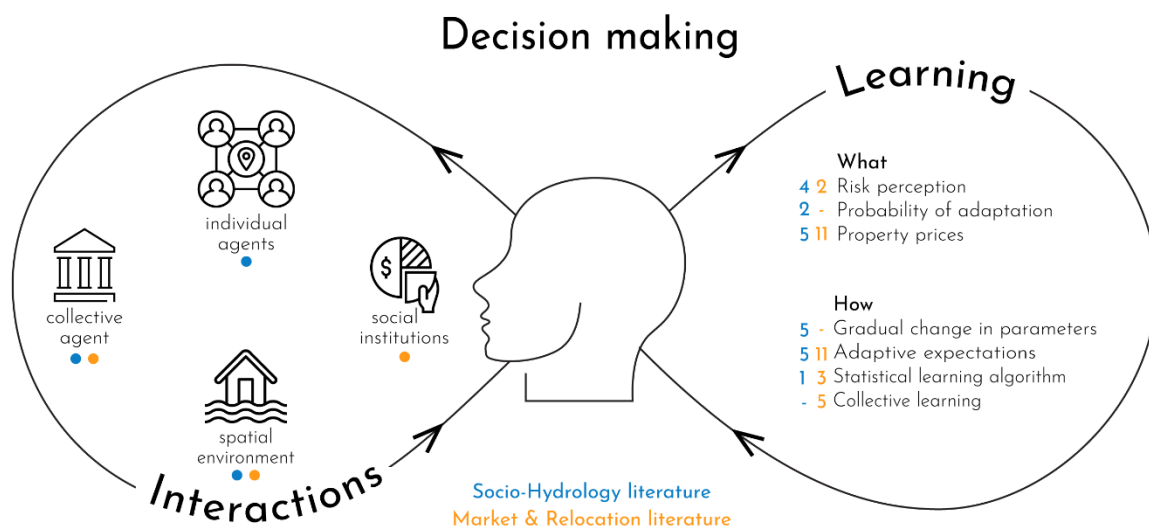 Decision making
Learning
individual
agents
collective
agent
$
social
institutions
spatial
environment
Interactions
What
4 2 Risk perception
2 - Probability of adaptation
5 11 Property prices
How
5 - Gradual change in parameters
5 11 Adaptive expectations
1 3 Statistical learning algorithm
- 5 Collective learning
Socio-Hydrology literature
Market & Relocation literature